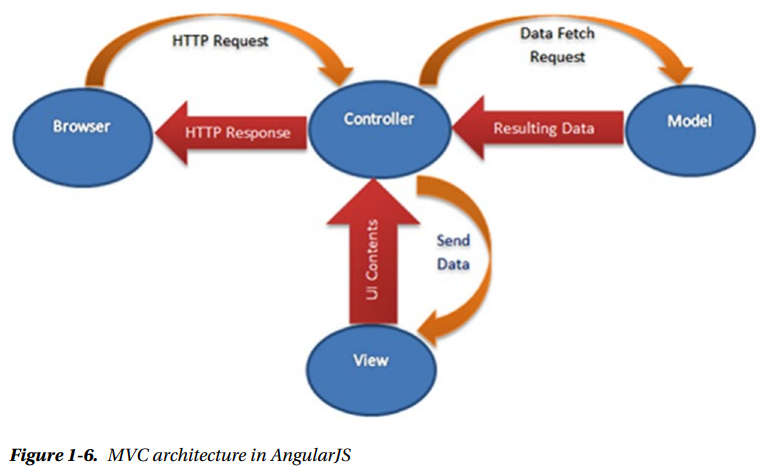 HTTP Request
Data Fetch
Request
Browser
HTTP Response
Controller
Resulting Data
Model
UI Contents
Send
Data
View
Figure 1-6. MVC architecture in AngularJS